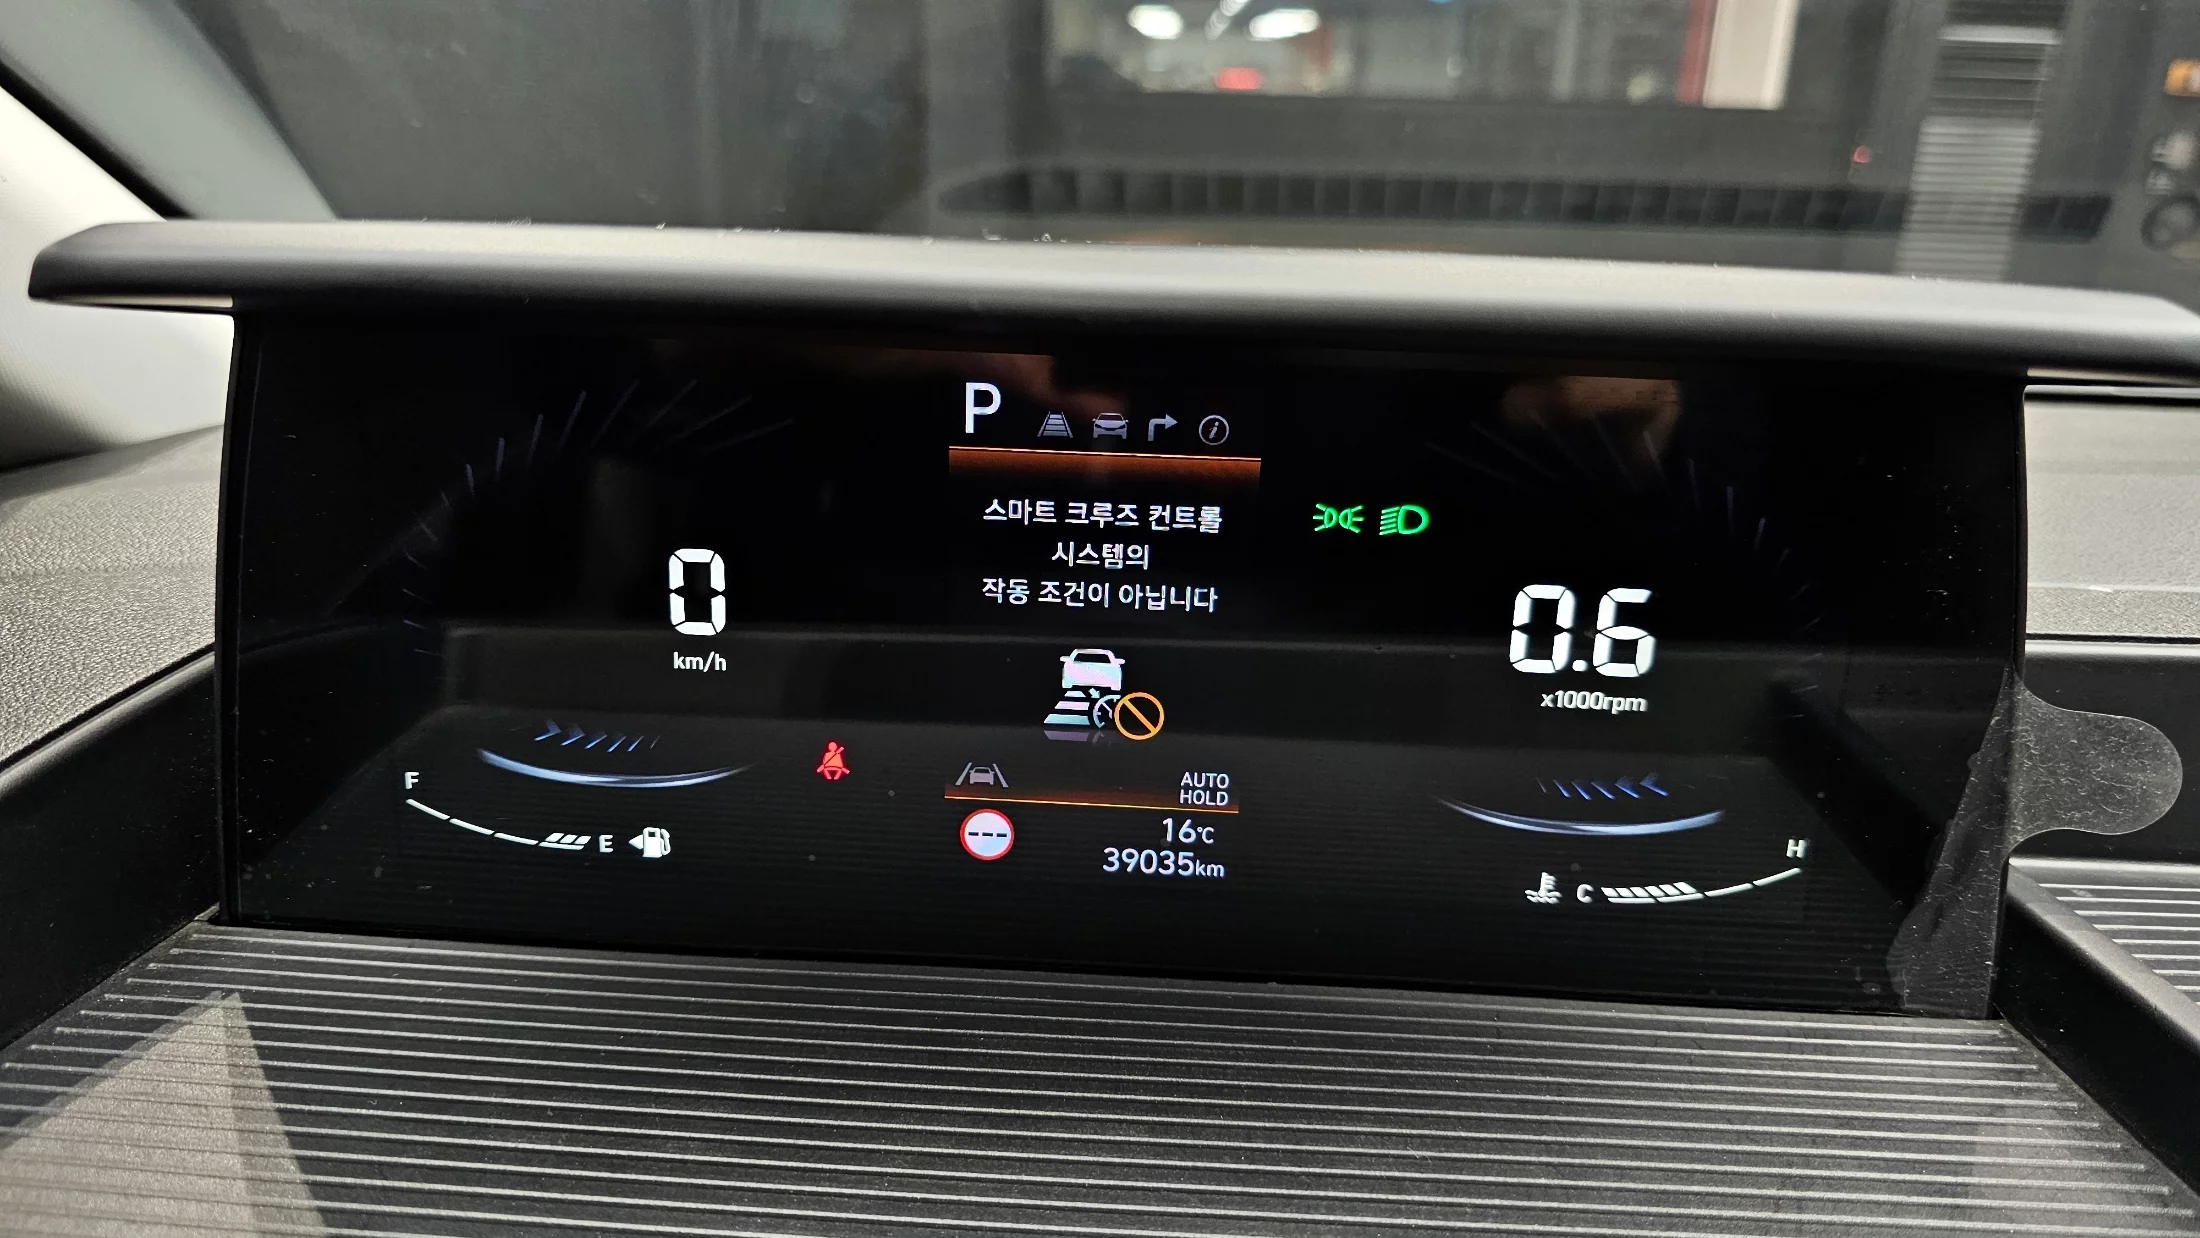 P
스마트 크루즈 컨트롤
시스템의
작동 조건이 아닙니다
0
km/h
0.6
x1000rpm
F
E
AUTO
HOLD
---
16℃
39035km
H
C